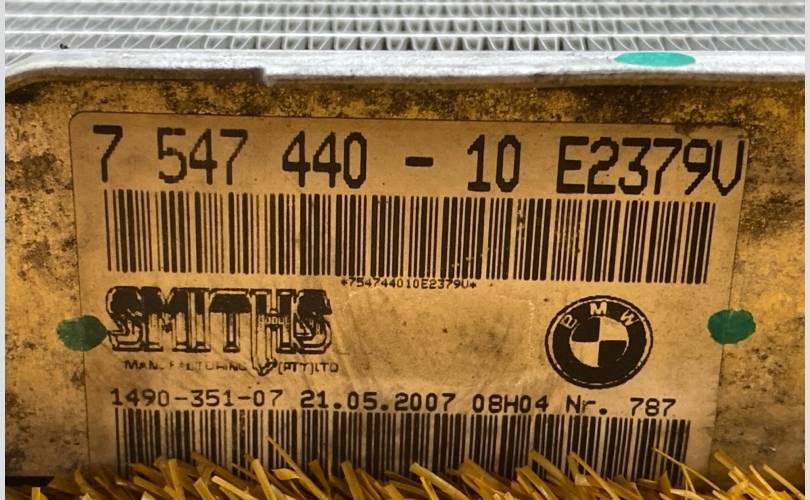 7 547 440 - 10 E2379V
*754744010E2379V*
SMITHS
BMW
MANUFACTURING (PTY)LTD
1490-351-07 21.05.2007 08H04 Nr. 787